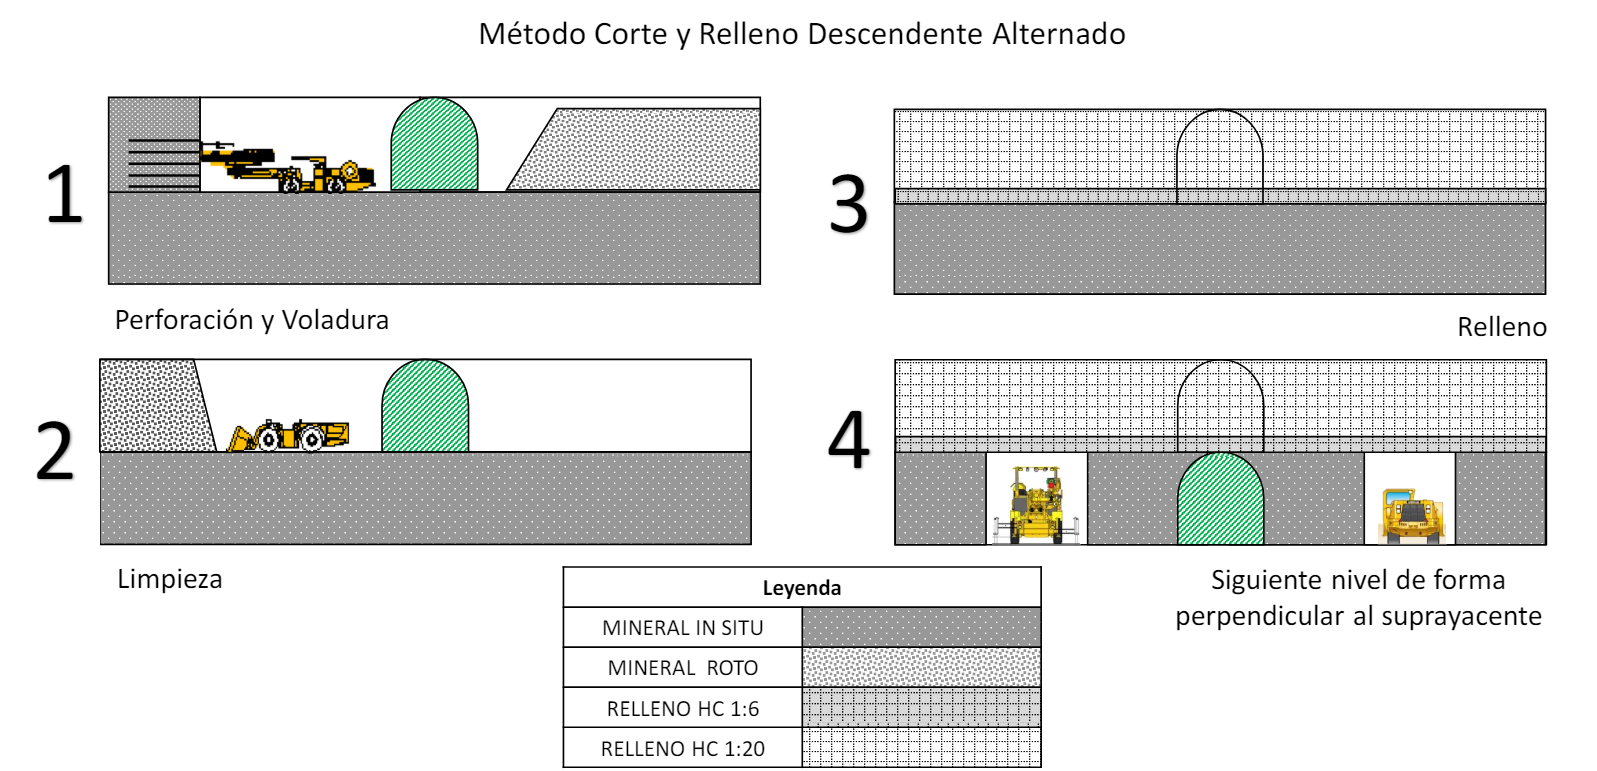 Método Corte y Relleno Descendente Alternado
1
Perforación y Voladura
2
Limpieza
3
Relleno
4
Siguiente nivel de forma
perpendicular al suprayacente
Leyenda
MINERAL IN SITU
MINERAL ROTO
RELLENO HC 1:6
RELLENO HC 1:20